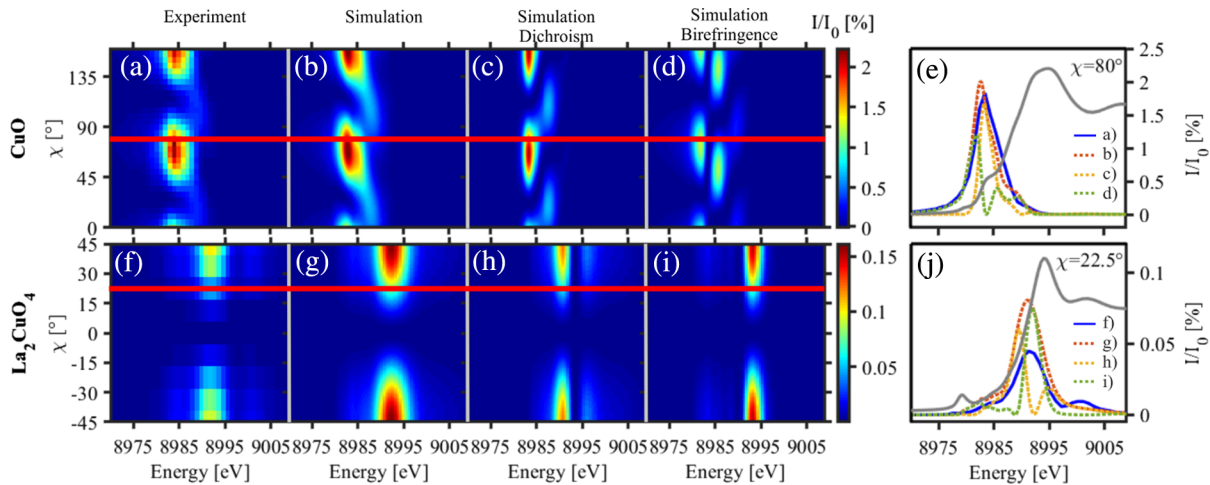 Experiment
Simulation
Simulation
Dichroism
Simulation
Birefringence
I/I0 [%]
(a)
(b)
(c)
(d)
(e)
χ=80°
CuO
χ [°]
135
90
45
0
2
1.5
1
0.5
0
2.5
2
1.5
1
0.5
0
I/I0 [%]
a)
b)
c)
d)
(f)
(g)
(h)
(i)
(j)
χ=22.5°
La2CuO4
χ [°]
45
30
15
0
-15
-30
-45
0.15
0.1
0.05
0.1
0.05
0
I/I0 [%]
f)
g)
h)
i)
8975 8985 8995 9005
8975 8985 8995 9005
8975 8985 8995 9005
8975 8985 8995 9005
8975 8985 8995 9005
Energy [eV]
Energy [eV]
Energy [eV]
Energy [eV]
Energy [eV]